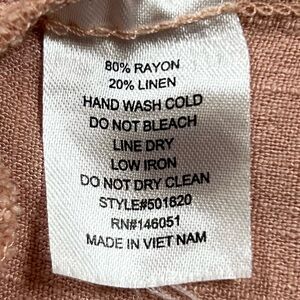 80% RAYON
20% LINEN
HAND WASH COLD
DO NOT BLEACH
LINE DRY
LOW IRON
DO NOT DRY CLEAN
STYLE#501620
RN#146051
MADE IN VIET NAM